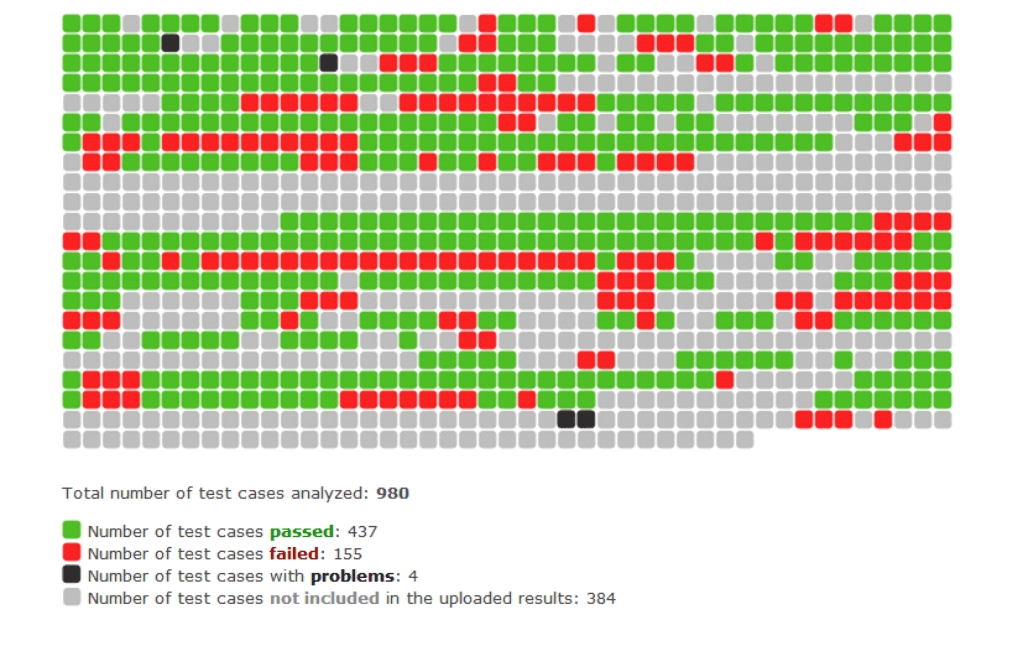 Total number of test cases analyzed: 980
Number of test cases passed: 437
Number of test cases failed: 155
Number of test cases with problems: 4
Number of test cases not included in the uploaded results: 384